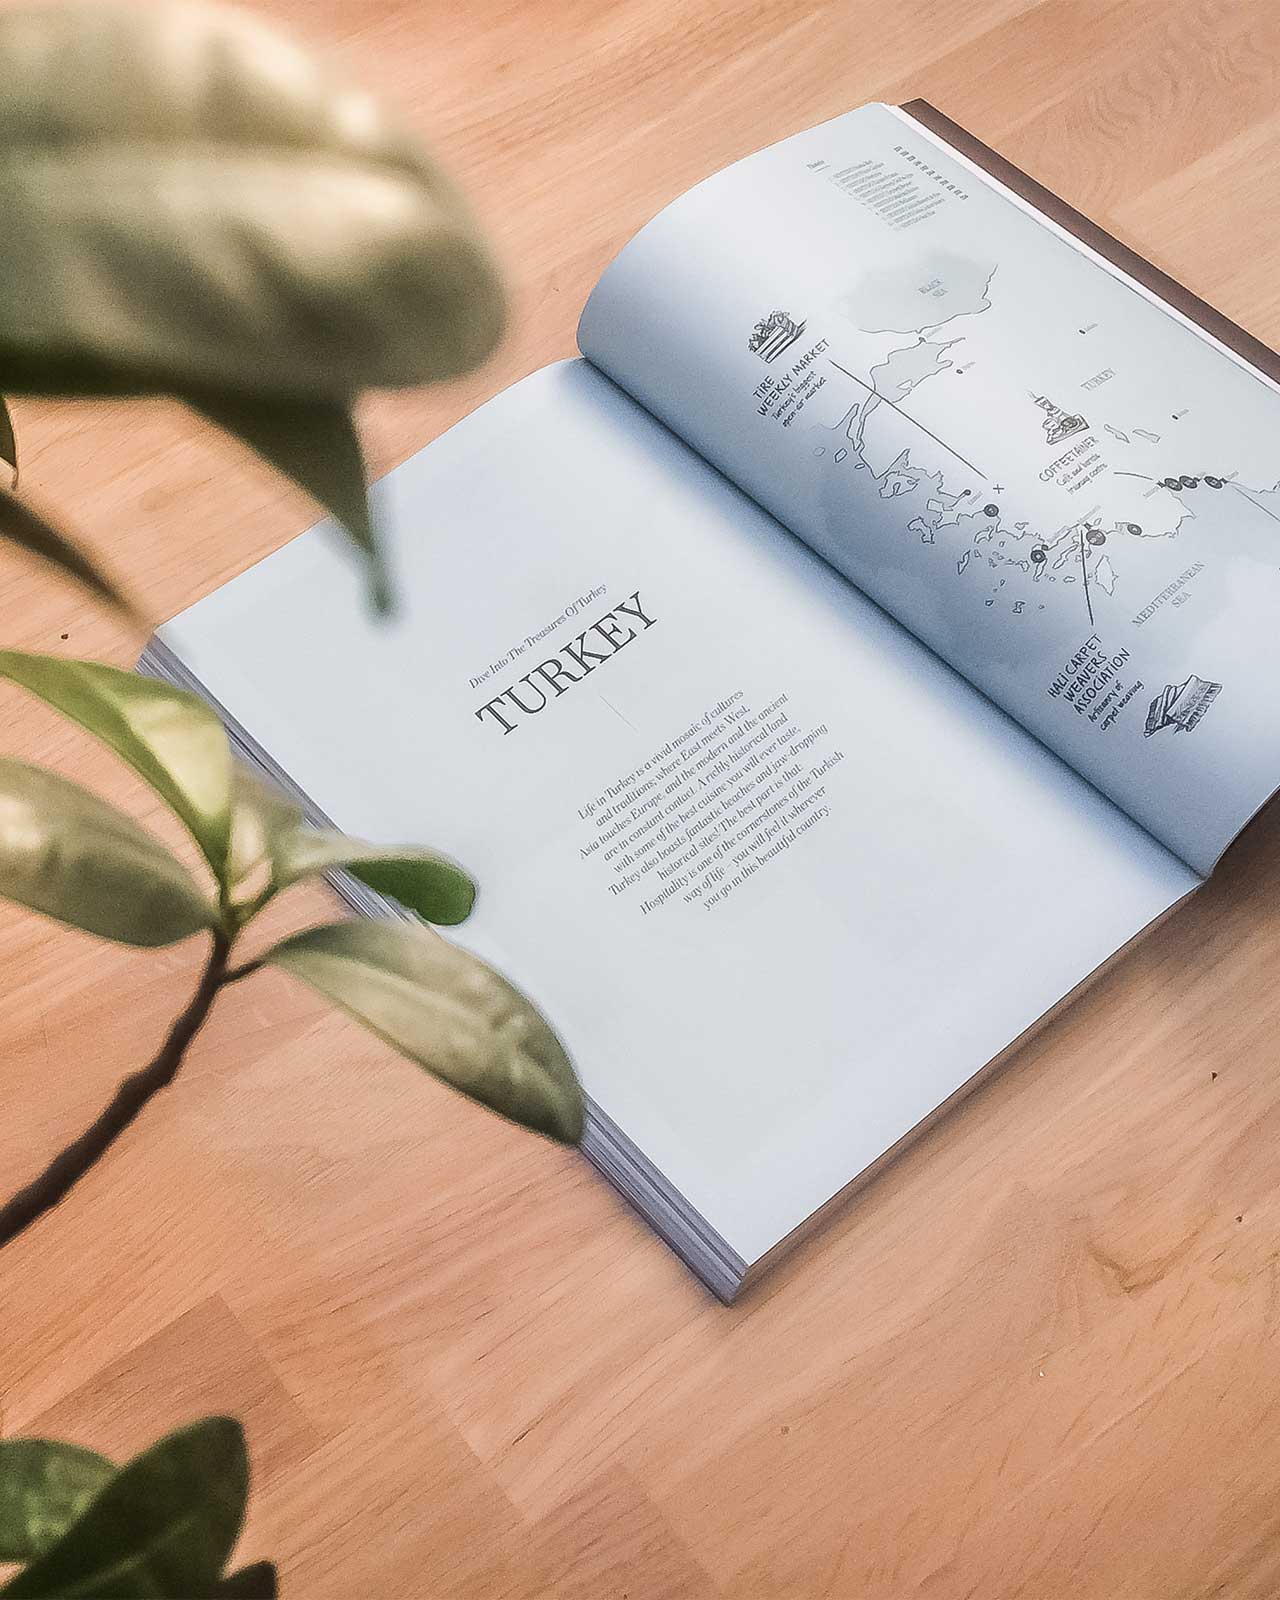 Dive Into The Treasures Of Turkey
TURKEY
Life in Turkey is a vivid mosaic of cultures
and traditions; where East meets West,
Asia touches Europe, and the modern and the ancient
are in constant contact. A richly historical land
with some of the best cuisine you will ever taste,
Turkey also boasts fantastic beaches and jaw-dropping
historical sites! The best part is that:
Hospitality is one of the cornerstones of the Turkish
way of life – you will feel it wherever
you go in this beautiful country.
BLACK
SEA
TIRE
WEEKLY MARKET
Turkey's biggest
open-air market
TURKEY
COFFEETAINER
Café and barista
training centre
MEDITERRANEAN
SEA
HALI CARPET
WEAVERS
ASSOCIATION
Artisanry of
carpet weaving